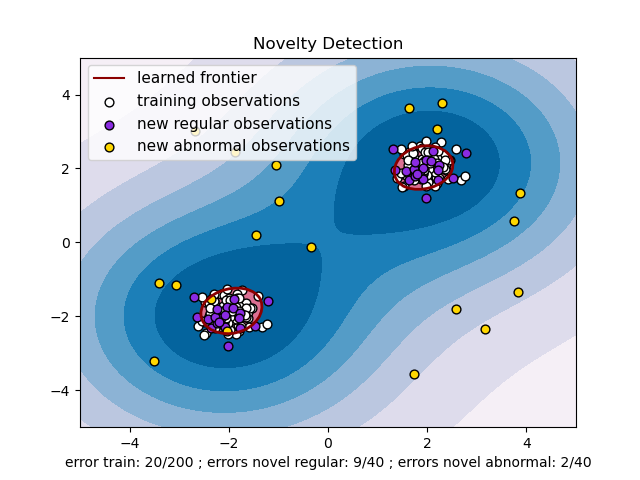 Novelty Detection
learned frontier
training observations
new regular observations
new abnormal observations
4
2
0
−2
−4
−4 −2 0 2 4
error train: 20/200 ; errors novel regular: 9/40 ; errors novel abnormal: 2/40